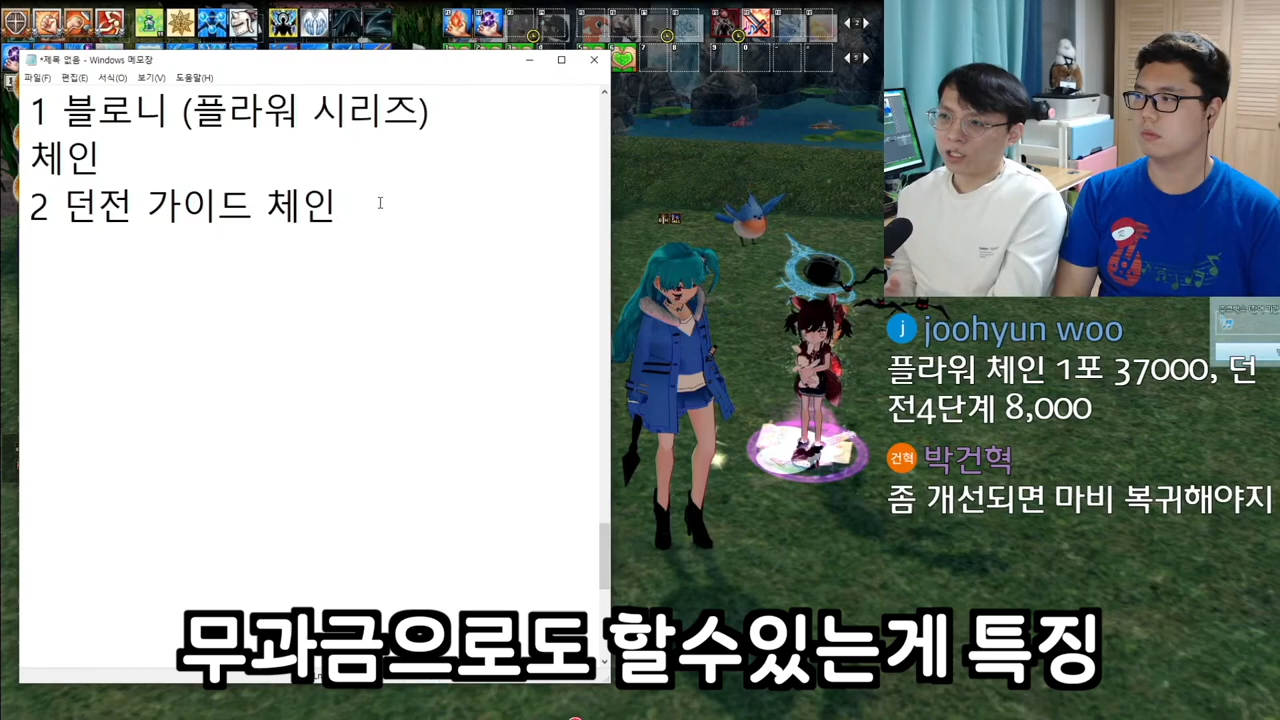 *제목 없음 - Windows 메모장
파일(F) 편집(E) 서식(O) 보기(V) 도움말(H)
1 블로니 (플라워 시리즈)
체인
2 던전 가이드 체인
j joohyun woo
플라워 체인 1포 37000, 던
전4단계 8,000
건혁 박건혁
좀 개선되면 마비 복귀해야지
무과금으로도 할수있는게 특징